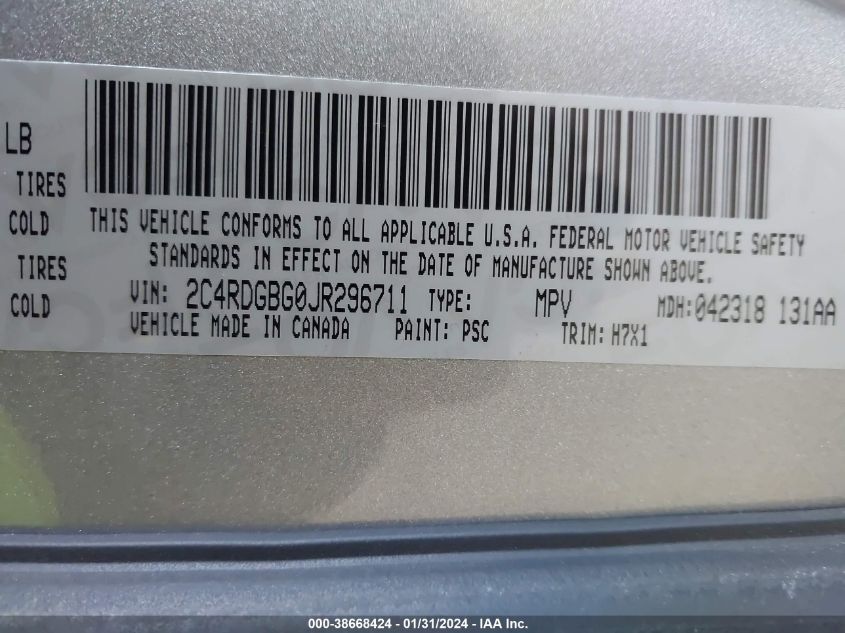 LB
TIRES
COLD THIS VEHICLE CONFORMS TO ALL APPLICABLE U.S.A. FEDERAL MOTOR VEHICLE SAFETY
TIRES STANDARDS IN EFFECT ON THE DATE OF MANUFACTURE SHOWN ABOVE.
COLD VIN: 2C4RDGBG0JR296711 TYPE: MPV MDH:042318 131AA
VEHICLE MADE IN CANADA PAINT: PSC TRIM: H7X1
000-38668424 - 01/31/2024 - IAA Inc.